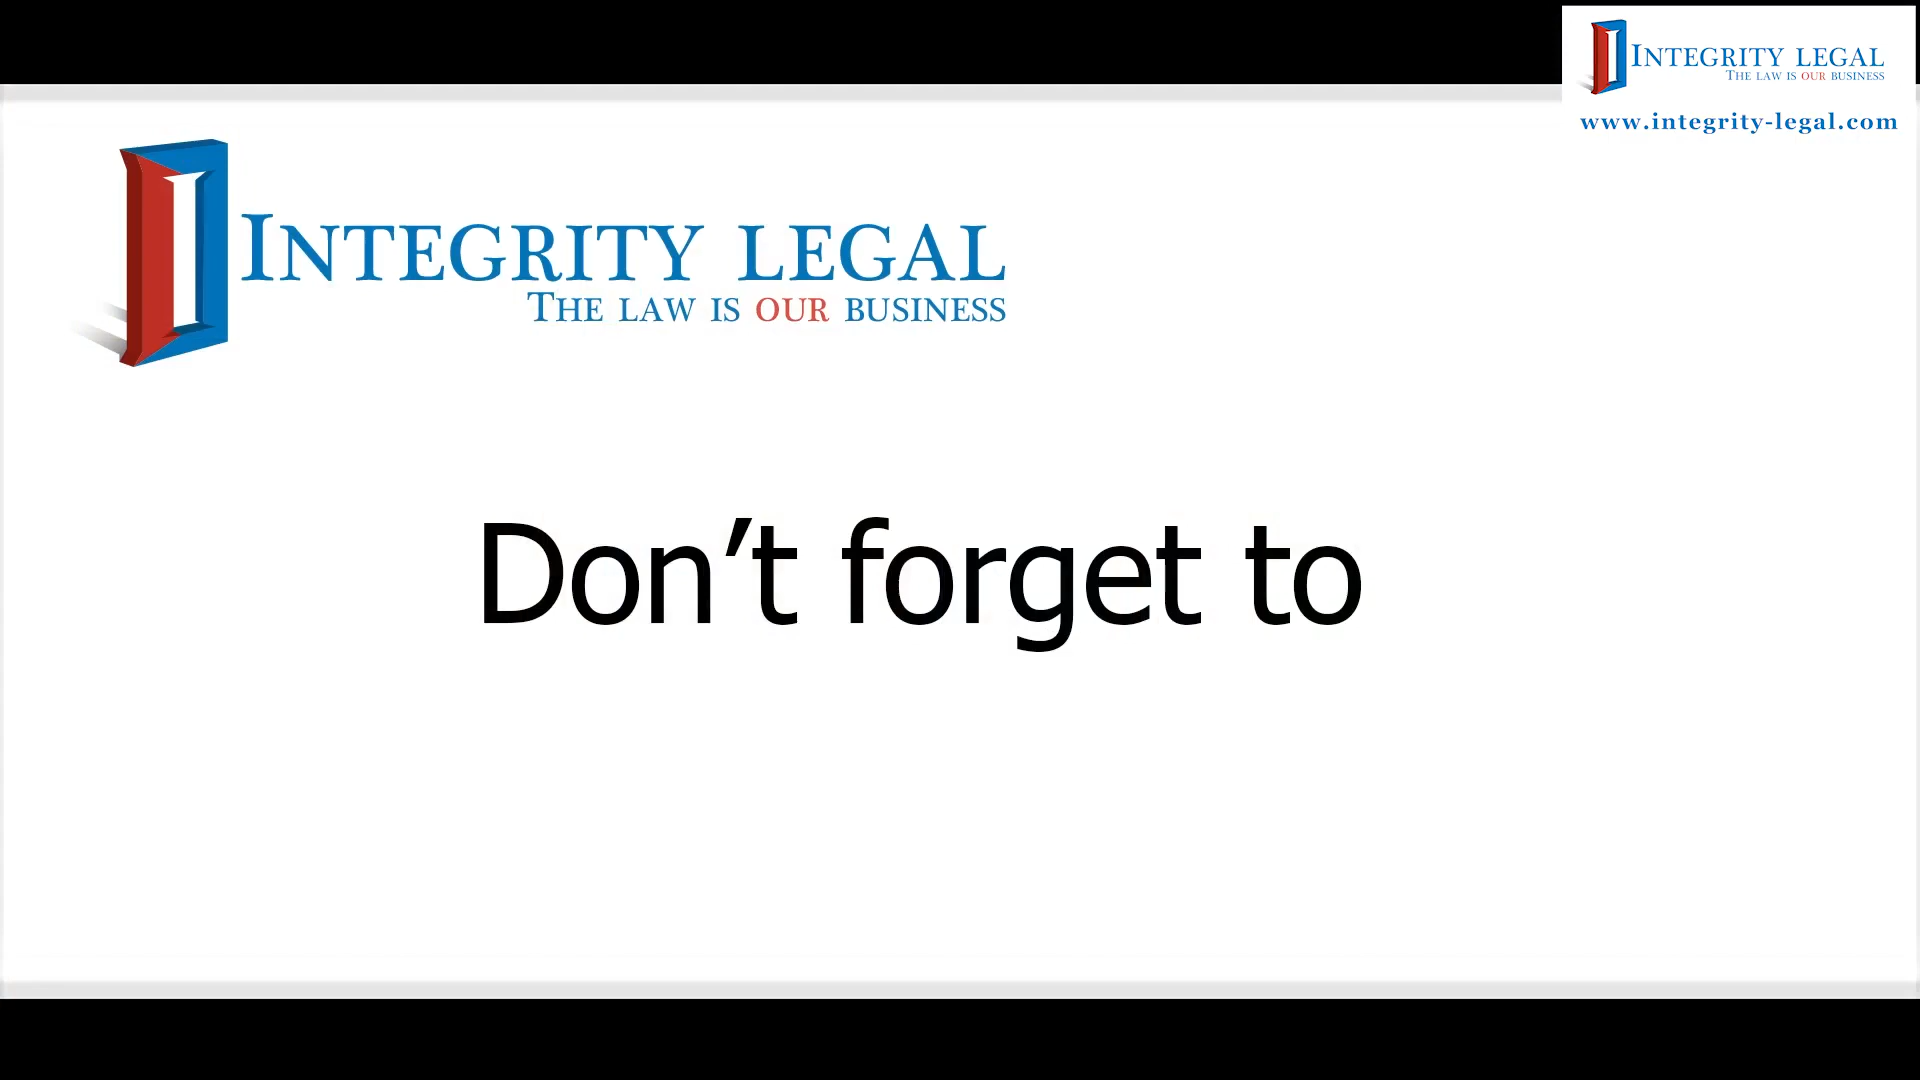 INTEGRITY LEGAL
THE LAW IS OUR BUSINESS
www.integrity-legal.com
INTEGRITY LEGAL
THE LAW IS OUR BUSINESS
Don’t forget to